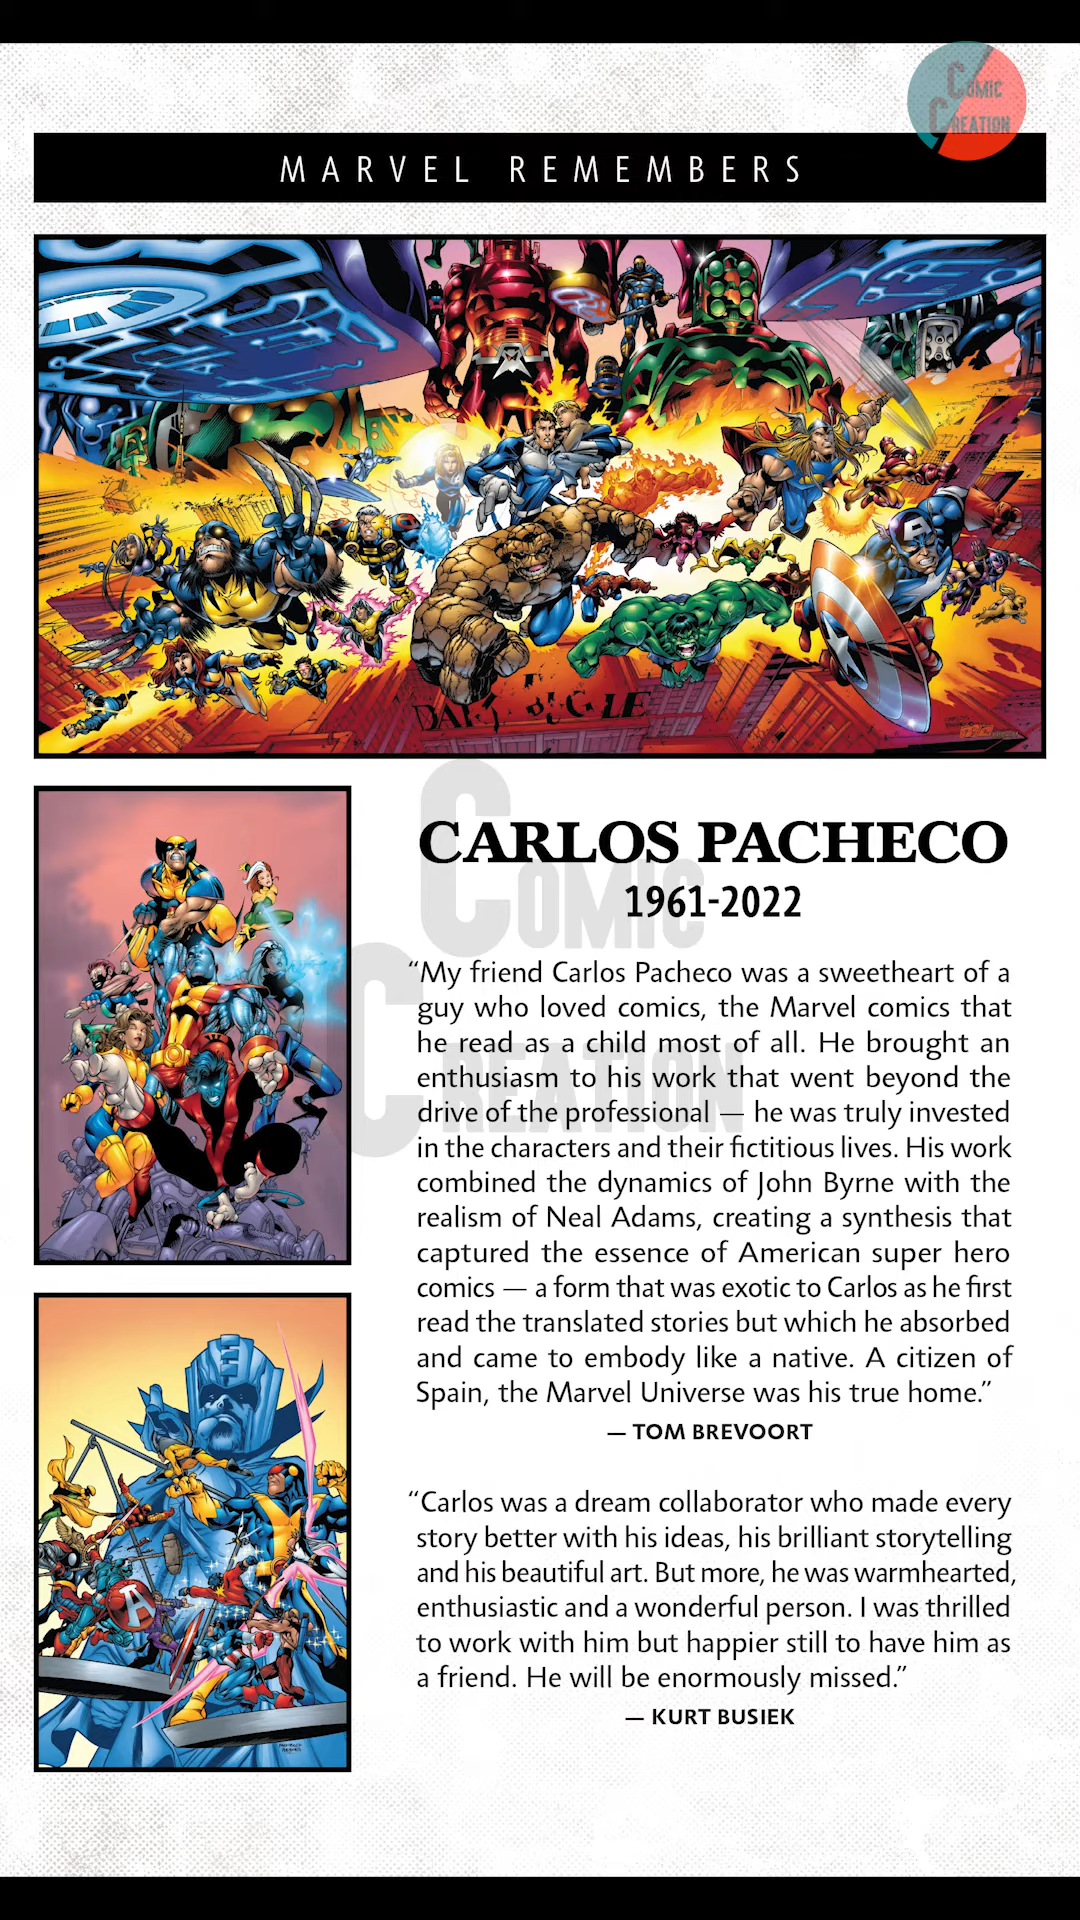 COMIC
CREATION
MARVEL REMEMBERS
CARLOS PACHECO
1961-2022
COMIC
CREATION
“My friend Carlos Pacheco was a sweetheart of a
guy who loved comics, the Marvel comics that
he read as a child most of all. He brought an
enthusiasm to his work that went beyond the
drive of the professional — he was truly invested
in the characters and their fictitious lives. His work
combined the dynamics of John Byrne with the
realism of Neal Adams, creating a synthesis that
captured the essence of American super hero
comics — a form that was exotic to Carlos as he first
read the translated stories but which he absorbed
and came to embody like a native. A citizen of
Spain, the Marvel Universe was his true home.”
— TOM BREVOORT
“Carlos was a dream collaborator who made every
story better with his ideas, his brilliant storytelling
and his beautiful art. But more, he was warmhearted,
enthusiastic and a wonderful person. I was thrilled
to work with him but happier still to have him as
a friend. He will be enormously missed.”
— KURT BUSIEK